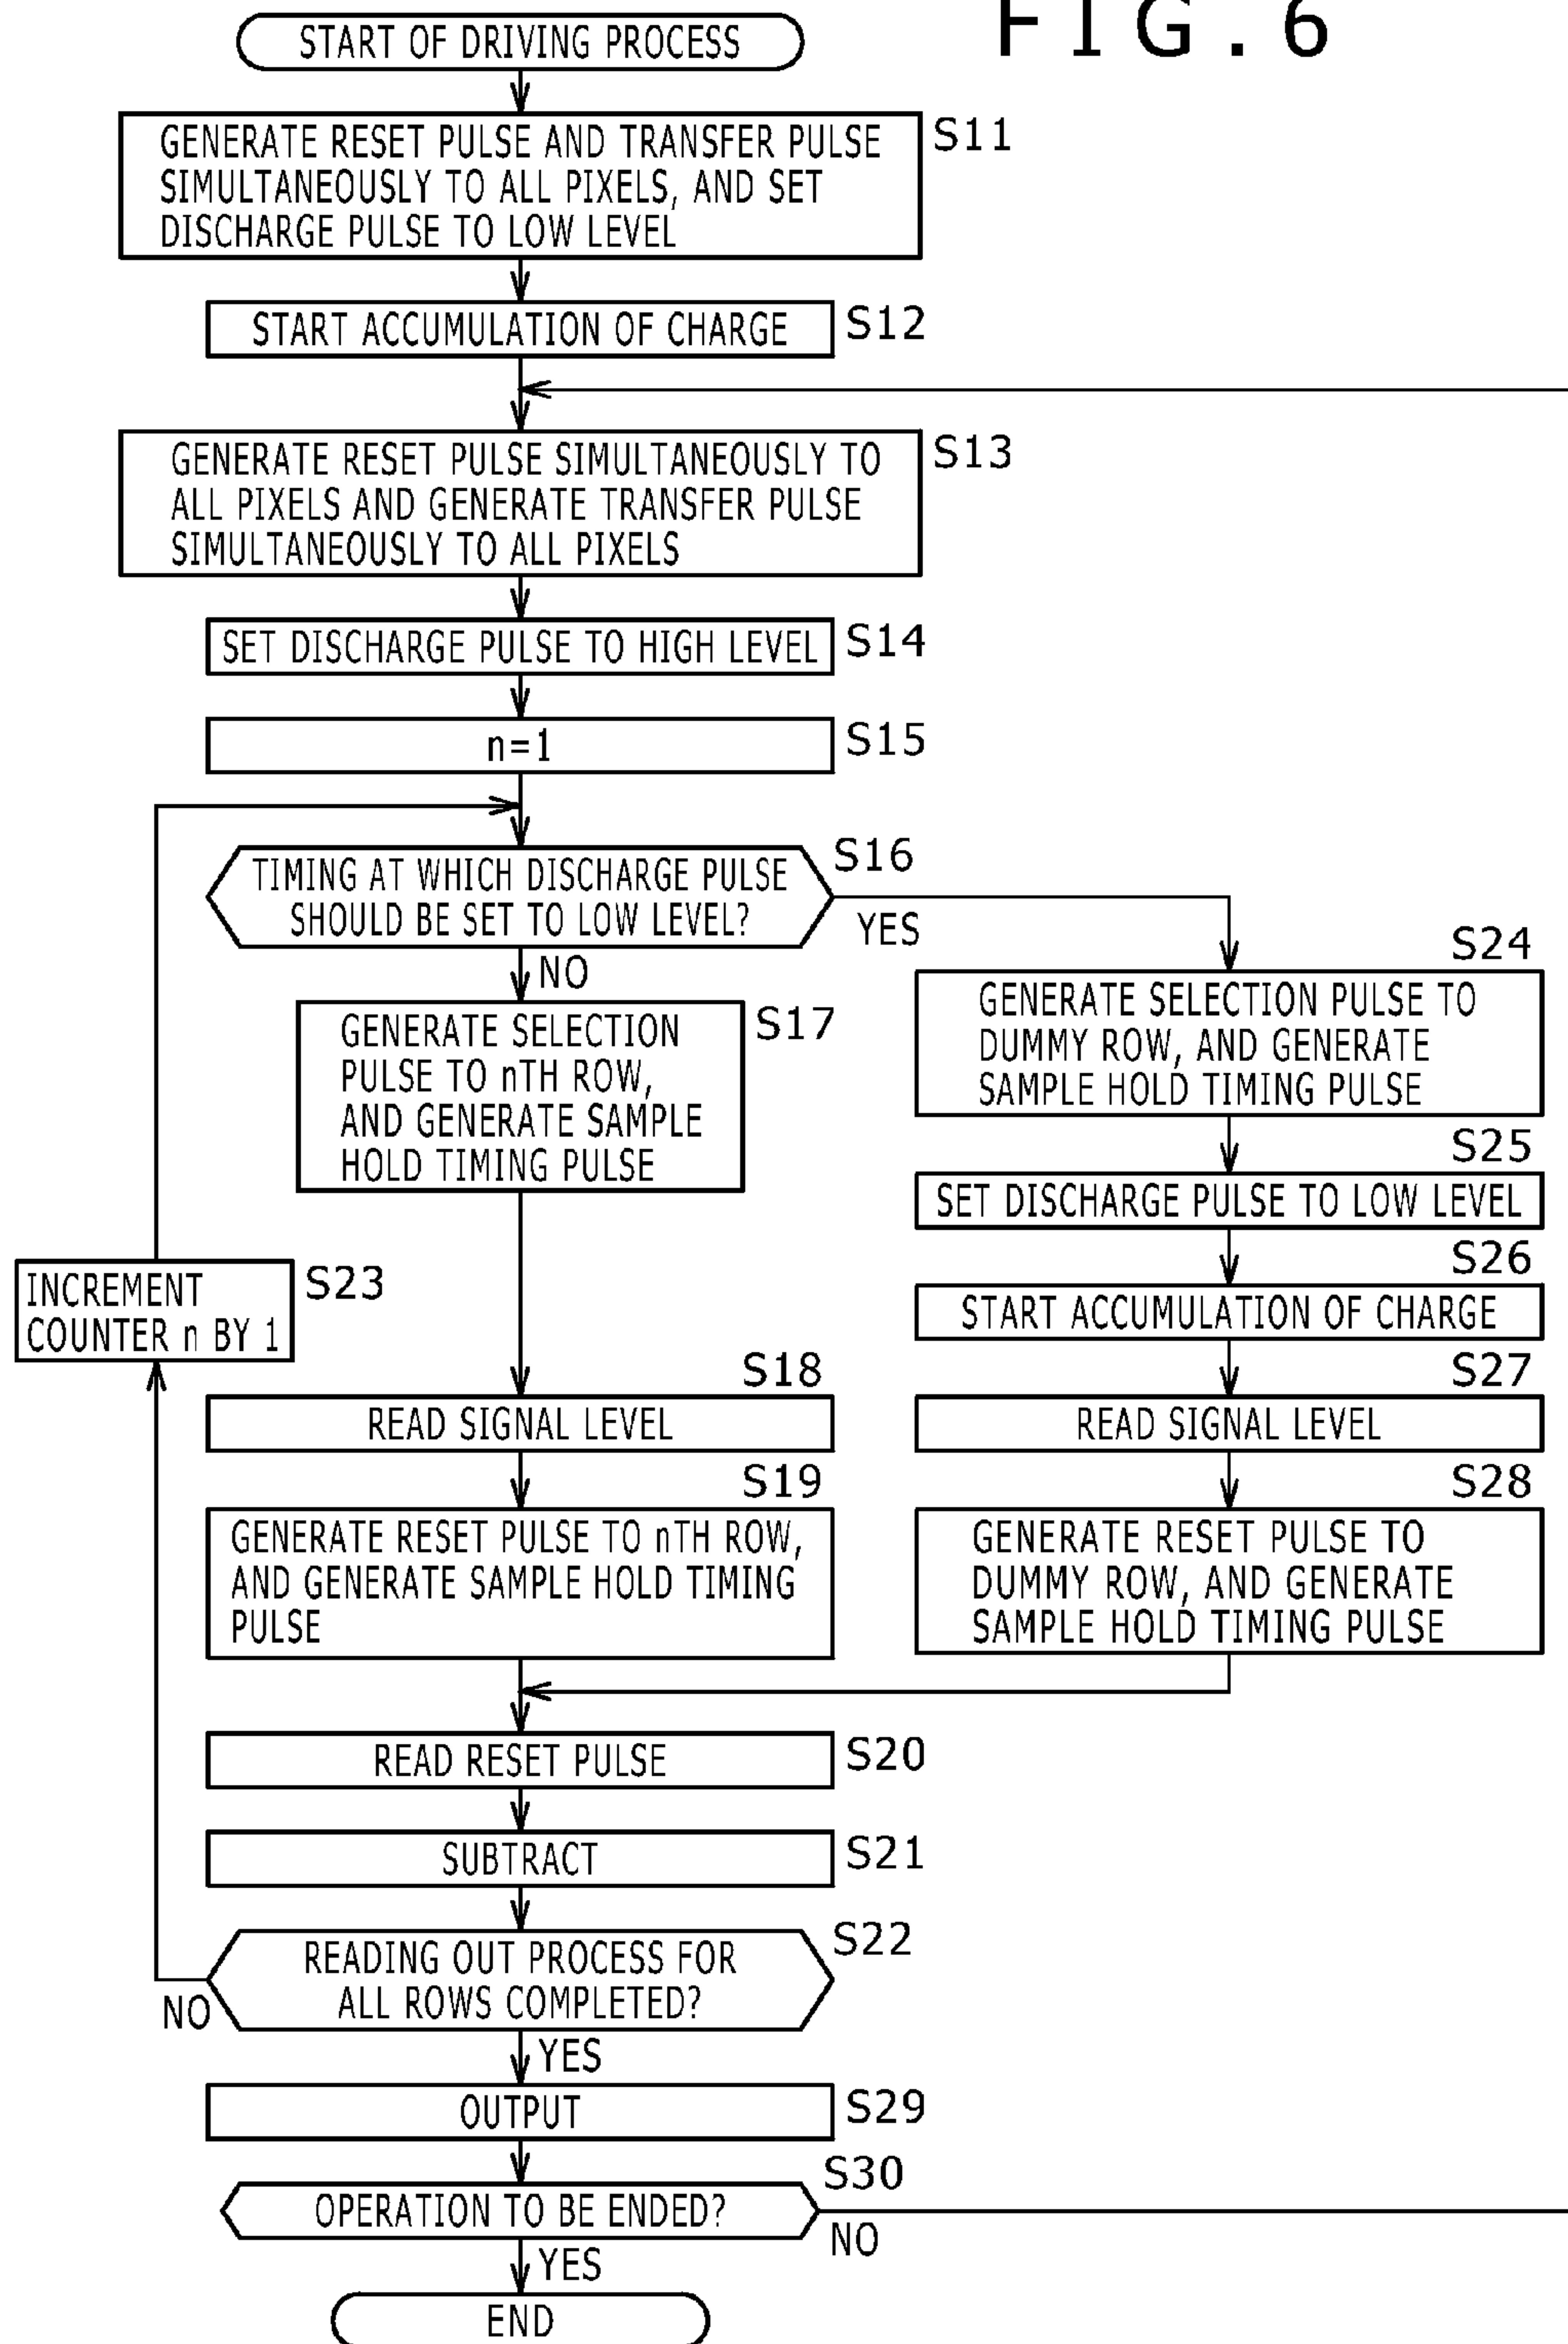 FIG.6
START OF DRIVING PROCESS
GENERATE RESET PULSE AND TRANSFER PULSE
SIMULTANEOUSLY TO ALL PIXELS, AND SET
DISCHARGE PULSE TO LOW LEVEL
S11
START ACCUMULATION OF CHARGE
S12
GENERATE RESET PULSE SIMULTANEOUSLY TO
ALL PIXELS AND GENERATE TRANSFER PULSE
SIMULTANEOUSLY TO ALL PIXELS
S13
SET DISCHARGE PULSE TO HIGH LEVEL
S14
n=1
S15
TIMING AT WHICH DISCHARGE PULSE
SHOULD BE SET TO LOW LEVEL?
S16
YES
NO
GENERATE SELECTION
PULSE TO nTH ROW,
AND GENERATE SAMPLE
HOLD TIMING PULSE
S17
S24
GENERATE SELECTION PULSE TO
DUMMY ROW, AND GENERATE
SAMPLE HOLD TIMING PULSE
S25
SET DISCHARGE PULSE TO LOW LEVEL
S26
START ACCUMULATION OF CHARGE
INCREMENT
COUNTER n BY 1
S23
S18
READ SIGNAL LEVEL
S27
READ SIGNAL LEVEL
S19
GENERATE RESET PULSE TO nTH ROW,
AND GENERATE SAMPLE HOLD TIMING
PULSE
S28
GENERATE RESET PULSE TO
DUMMY ROW, AND GENERATE
SAMPLE HOLD TIMING PULSE
READ RESET PULSE
S20
SUBTRACT
S21
READING OUT PROCESS FOR
ALL ROWS COMPLETED?
S22
NO
YES
OUTPUT
S29
OPERATION TO BE ENDED?
S30
NO
YES
END